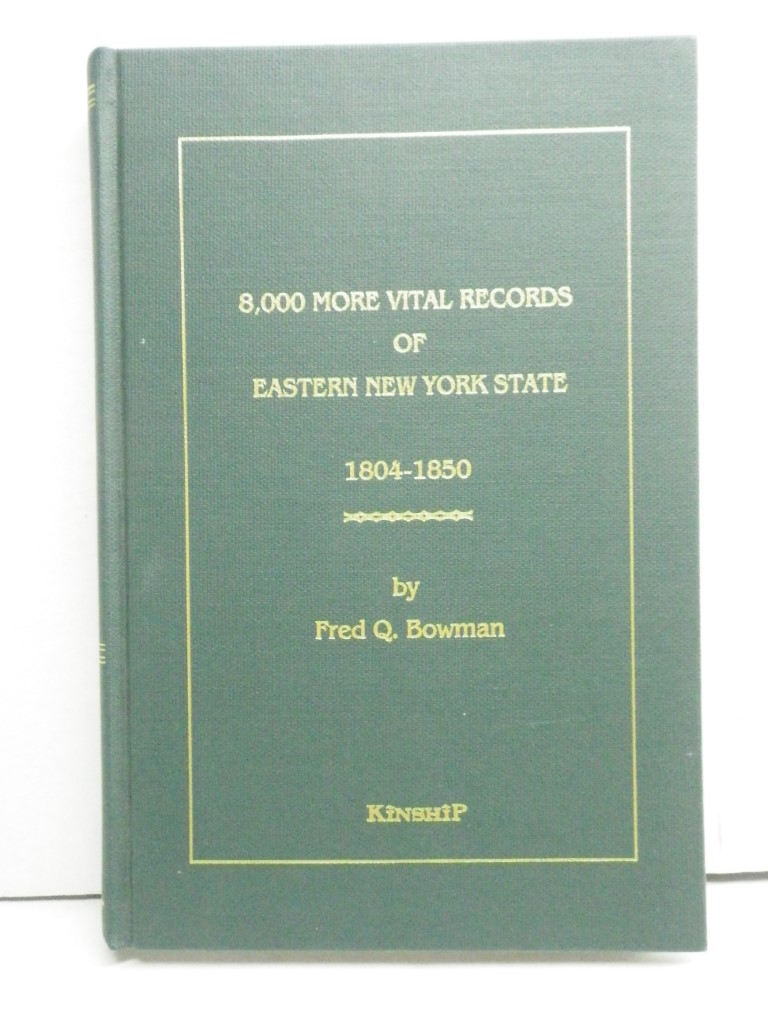 8,000 MORE VITAL RECORDS
OF
EASTERN NEW YORK STATE
1804-1850
by
Fred Q. Bowman
KINSHIP